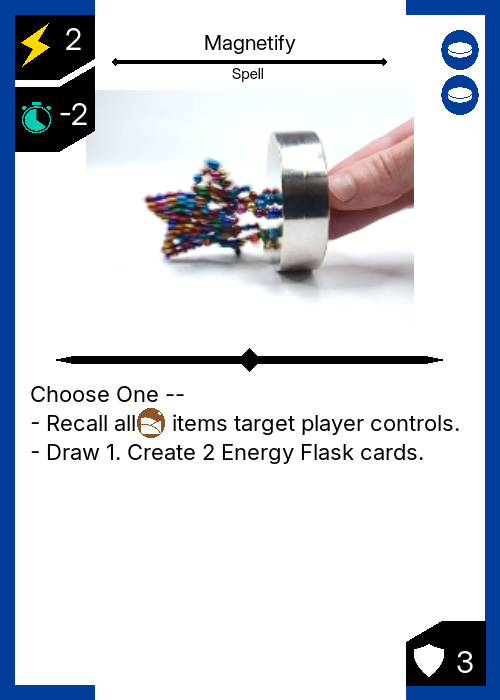 2
Magnetify
Spell
-2
Choose One --
- Recall all items target player controls.
- Draw 1. Create 2 Energy Flask cards.
3